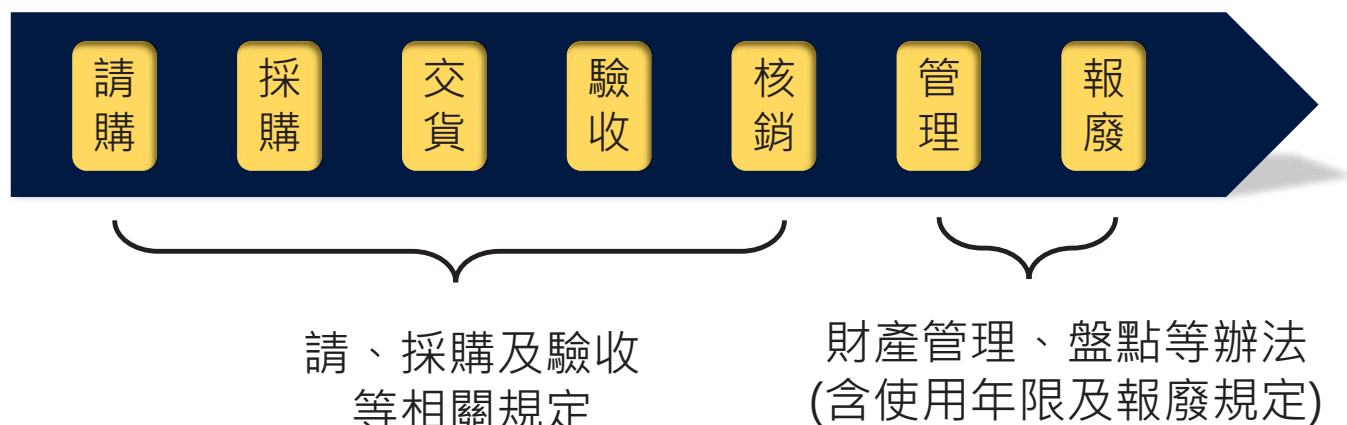 請購
採購
交貨
驗收
核銷
管理
報廢
請、採購及驗收
等相關規定
財產管理、盤點等辦法
(含使用年限及報廢規定)